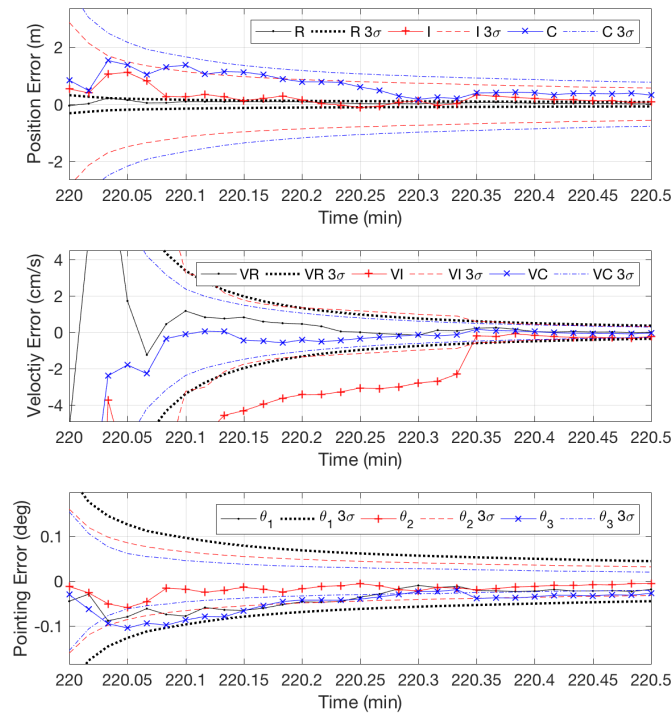 R R 3σ I I 3σ C C 3σ
Position Error (m)
2
0
-2
220 220.05 220.1 220.15 220.2 220.25 220.3 220.35 220.4 220.45 220.5
Time (min)
VR VR 3σ VI VI 3σ VC VC 3σ
Veloctiy Error (cm/s)
4
2
0
-2
-4
220 220.05 220.1 220.15 220.2 220.25 220.3 220.35 220.4 220.45 220.5
Time (min)
θ1 θ1 3σ θ2 θ2 3σ θ3 θ3 3σ
Pointing Error (deg)
0.1
0
-0.1
220 220.05 220.1 220.15 220.2 220.25 220.3 220.35 220.4 220.45 220.5
Time (min)